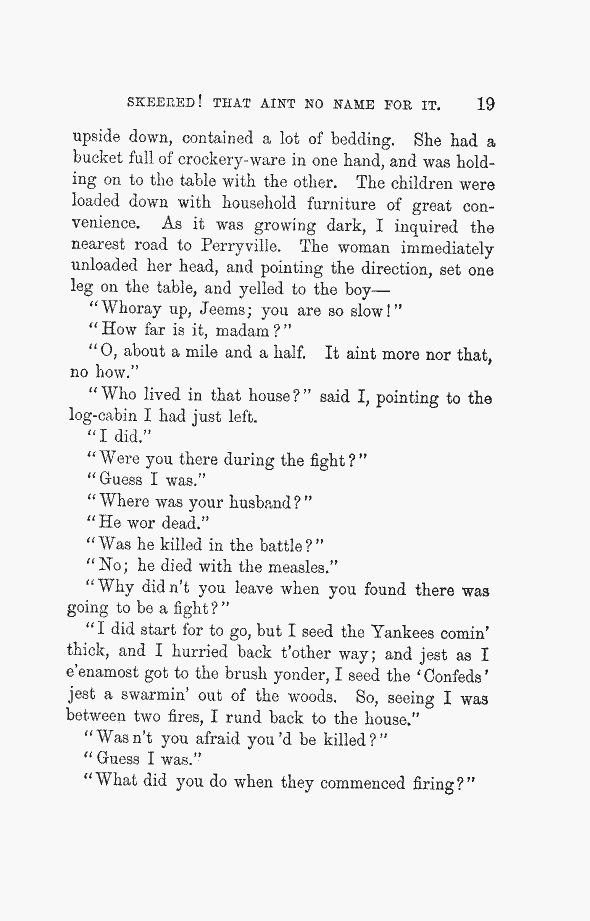 SKEERED! THAT AINT NO NAME FOR IT. 19
upside down, contained a lot of bedding. She had a
bucket full of crockery-ware in one hand, and was hold-
ing on to the table with the other. The children were
loaded down with household furniture of great con-
venience. As it was growing dark, I inquired the
nearest road to Perryville. The woman immediately
unloaded her head, and pointing the direction, set one
leg on the table, and yelled to the boy—
"Whoray up, Jeems; you are so slow!"
"How far is it, madam?"
"O, about a mile and a half. It aint more nor that,
no how."
"Who lived in that house?" said I, pointing to the
log-cabin I had just left.
"I did."
"Were you there during the fight?"
"Guess I was."
"Where was your husband?"
"He wor dead."
"Was he killed in the battle?"
"No; he died with the measles."
"Why didn't you leave when you found there was
going to be a fight?"
"I did start for to go, but I seed the Yankees comin'
thick, and I hurried back t'other way; and jest as I
e'enamost got to the brush yonder, I seed the 'Confeds'
jest a swarmin' out of the woods. So, seeing I was
between two fires, I rund back to the house."
"Wasn't you afraid you'd be killed?"
"Guess I was."
"What did you do when they commenced firing?"